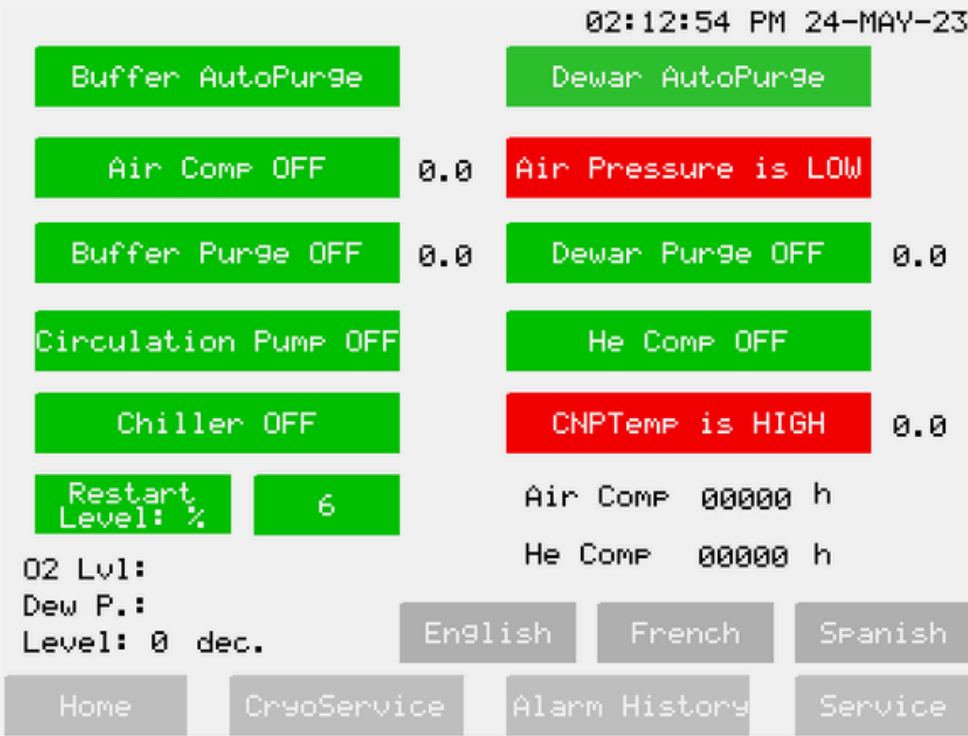 02:12:54 PM 24-MAY-23
Buffer AutoPurge
Dewar AutoPurge
Air Comp OFF
0.0
Air Pressure is LOW
Buffer Purge OFF
0.0
Dewar Purge OFF
0.0
Circulation Pump OFF
He Comp OFF
Chiller OFF
CNPTemp is HIGH
0.0
Restart
Level: %
6
Air Comp 00000 h
He Comp 00000 h
O2 Lvl:
Dew P.:
Level: 0 dec.
English
French
Spanish
Home
CryoService
Alarm History
Service